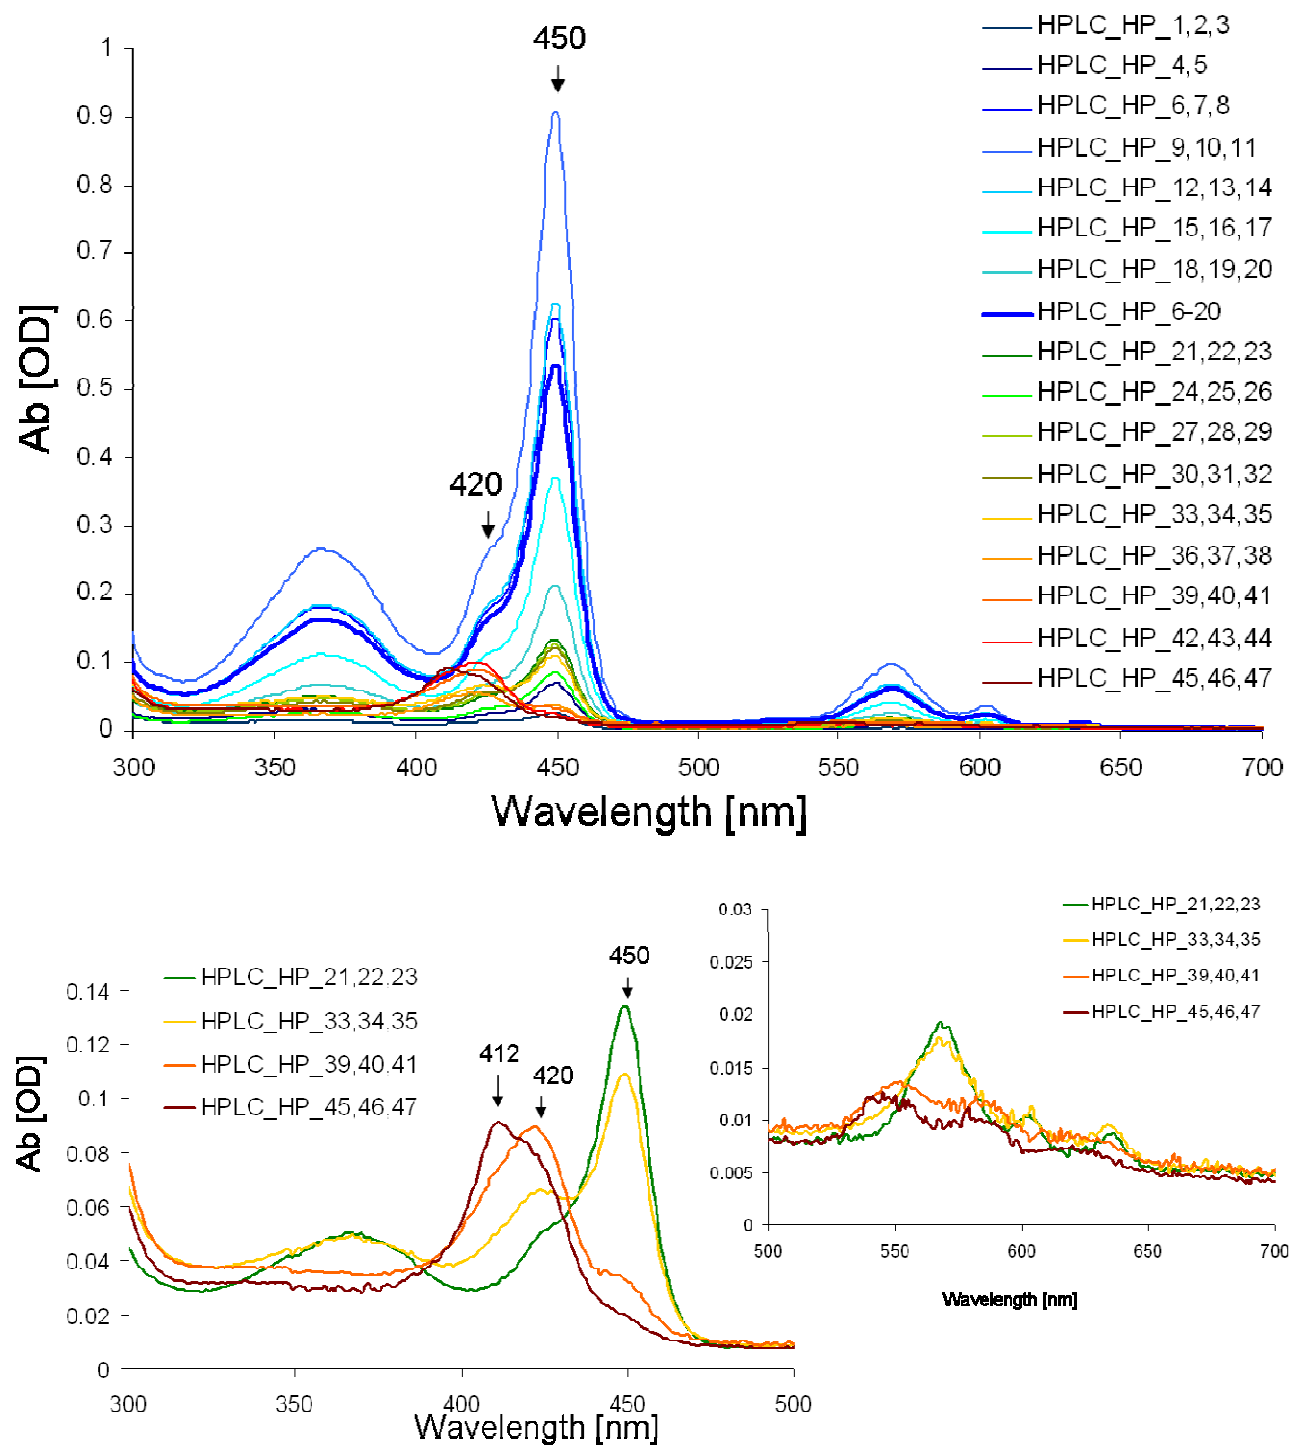 450
420
1
0.9
0.8
0.7
0.6
0.5
0.4
0.3
0.2
0.1
0
Ab [OD]
300 350 400 450 500 550 600 650 700
Wavelength [nm]
HPLC_HP_1,2,3
HPLC_HP_4,5
HPLC_HP_6,7,8
HPLC_HP_9,10,11
HPLC_HP_12,13,14
HPLC_HP_15,16,17
HPLC_HP_18,19,20
HPLC_HP_6-20
HPLC_HP_21,22,23
HPLC_HP_24,25,26
HPLC_HP_27,28,29
HPLC_HP_30,31,32
HPLC_HP_33,34,35
HPLC_HP_36,37,38
HPLC_HP_39,40,41
HPLC_HP_42,43,44
HPLC_HP_45,46,47
HPLC_HP_21,22.23
HPLC_HP_33,34.35
HPLC_HP_39,40.41
HPLC_HP_45,46,47
412
420
450
0.14
0.12
0.1
0.08
0.06
0.04
0.02
0
Ab [OD]
300 350 400 450 500
Wavelength [nm]
HPLC_HP_21,22,23
HPLC_HP_33,34,35
HPLC_HP_39,40,41
HPLC_HP_45,46,47
0.03
0.025
0.02
0.015
0.01
0.005
0
500 550 600 650 700
Wavelength [nm]